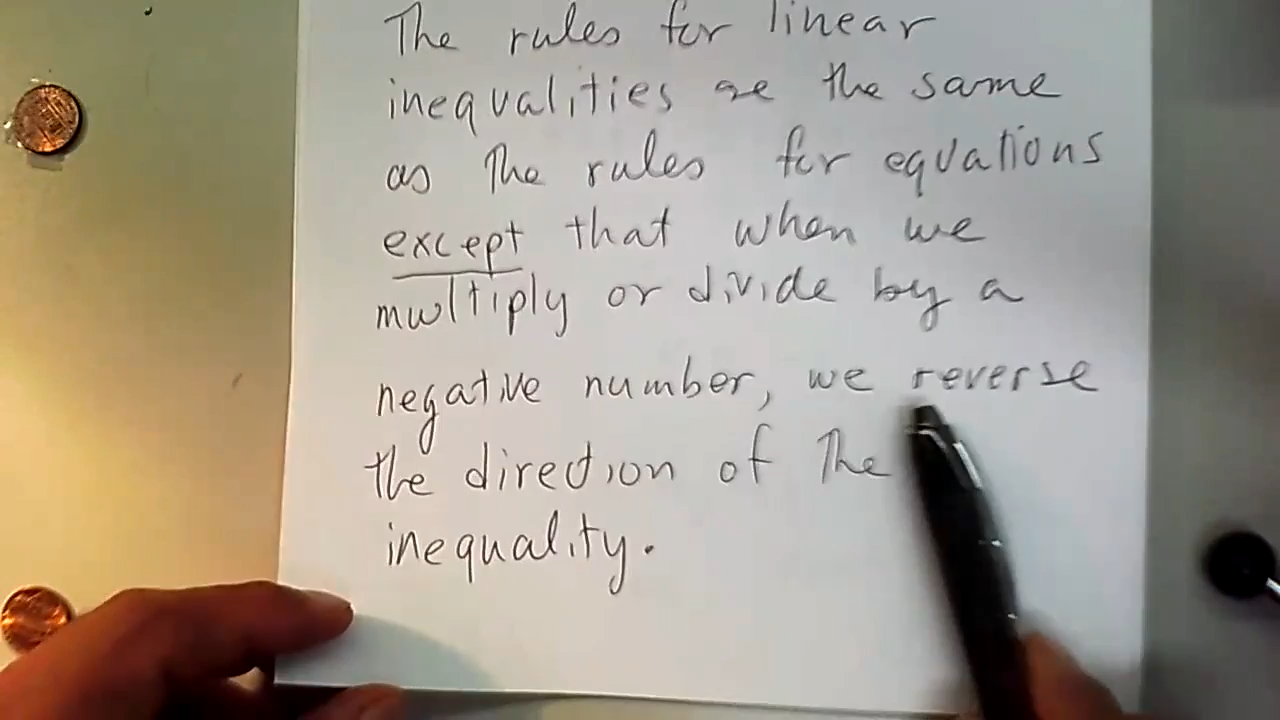 The rules for linear
inequalities are the same
as the rules for equations
except that when we
multiply or divide by a
negative number, we reverse
the direction of the
inequality.